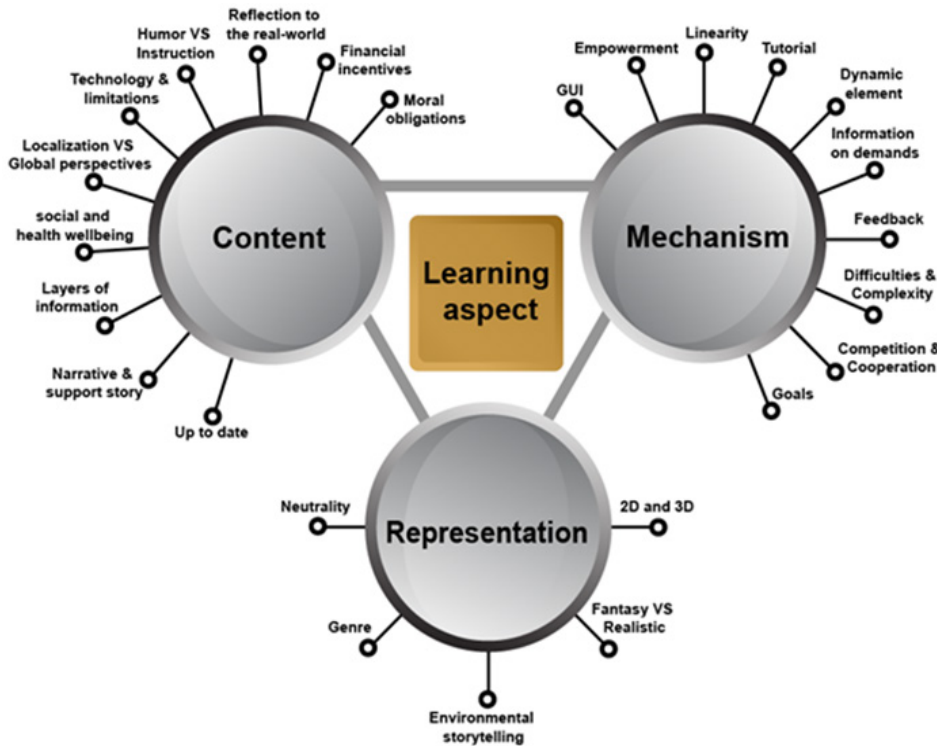 Reflection to
the real-world
Humor VS
Instruction
Financial
incentives
Technology &
limitations
Moral
obligations
Localization VS
Global perspectives
social and
health wellbeing
Layers of
information
Narrative &
support story
Up to date
Content
Linearity
Empowerment
Tutorial
GUI
Dynamic
element
Information
on demands
Feedback
Difficulties &
Complexity
Competition &
Cooperation
Goals
Mechanism
Learning
aspect
Neutrality
2D and 3D
Representation
Genre
Fantasy VS
Realistic
Environmental
storytelling